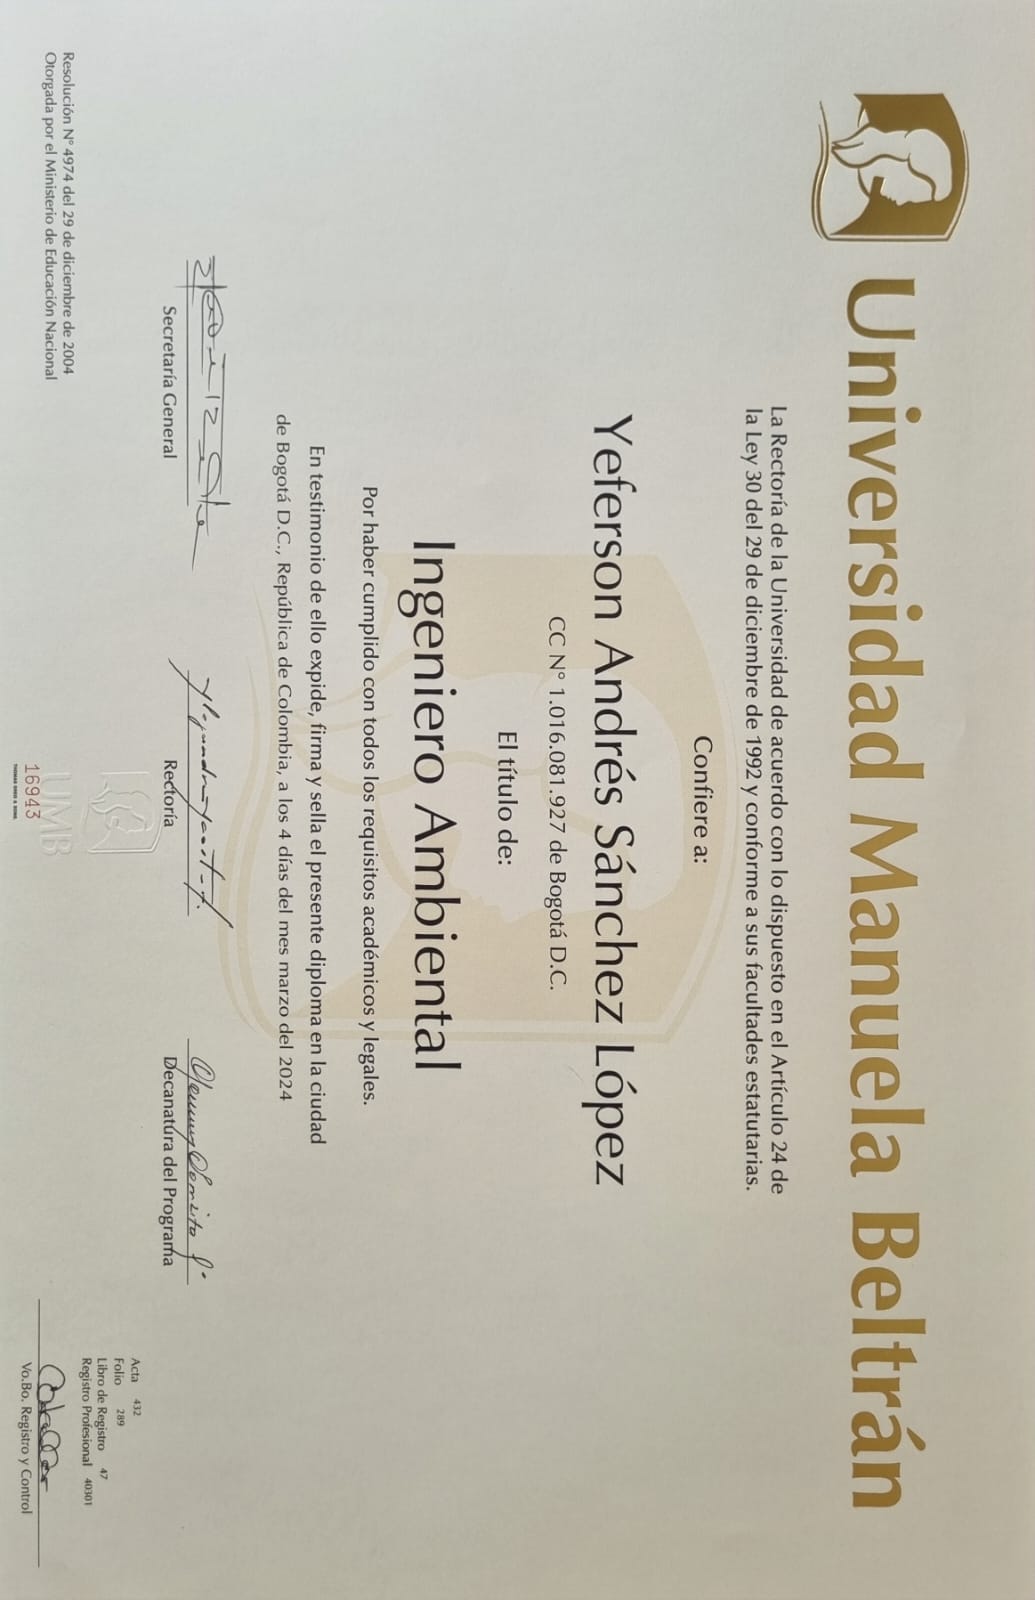 Universidad Manuela Beltrán
La Rectoría de la Universidad de acuerdo con lo dispuesto en el Artículo 24 de
la Ley 30 del 29 de diciembre de 1992 y conforme a sus facultades estatutarias.
Confiere a:
Yeferson Andrés Sánchez López
CC N° 1.016.081.927 de Bogotá D.C.
El título de:
Ingeniero Ambiental
Por haber cumplido con todos los requisitos académicos y legales.
En testimonio de ello expide, firma y sella el presente diploma en la ciudad
de Bogotá D.C., República de Colombia, a los 4 días del mes marzo del 2024
Secretaría General
Rectoría
Decanatura del Programa
Acta 432
Folio 289
Libro de Registro 47
Registro Profesional 40301
Vo.Bo. Registro y Control
Resolución N° 4974 del 29 de diciembre de 2004
Otorgada por el Ministerio de Educación Nacional
UMB
16943